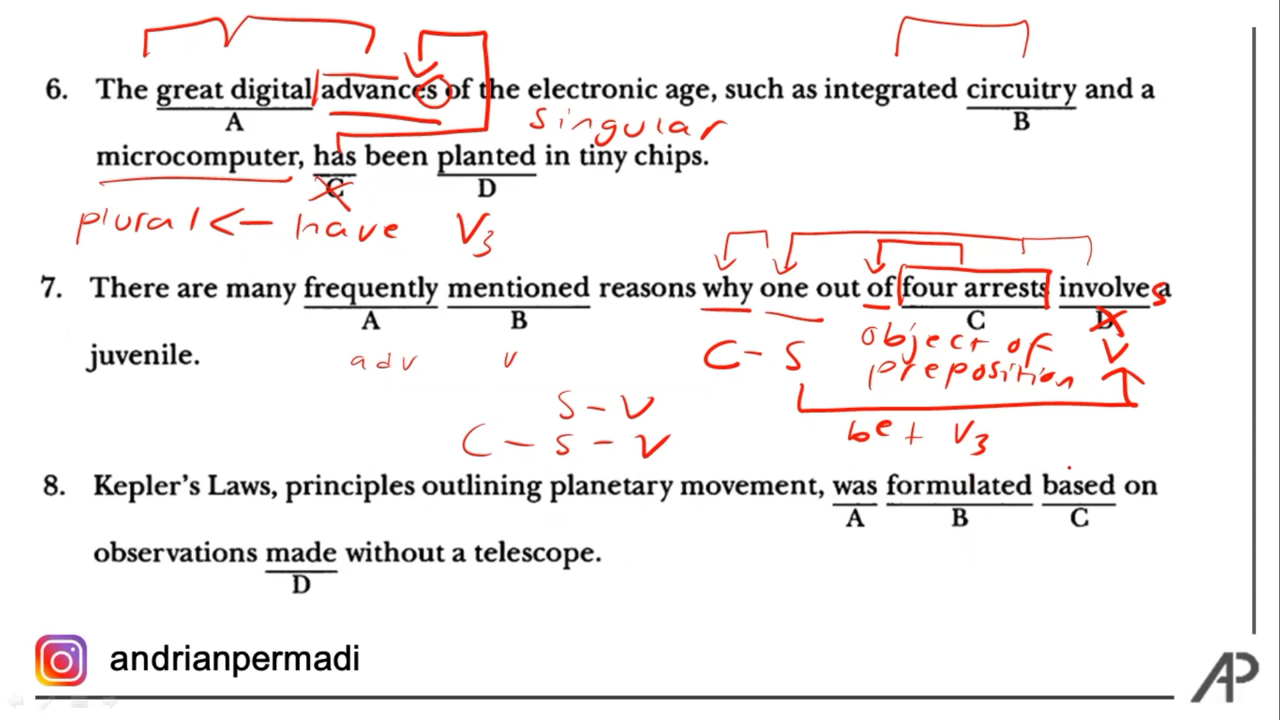 6. The great digital advances of the electronic age, such as integrated circuitry and a
A
B
singular
microcomputer, has been planted in tiny chips.
C
D
plural <— have V3
7. There are many frequently mentioned reasons why one out of four arrests involves a
A
B
C
D
juvenile.
adv
v
C - S
object of
preposition
V
S - V
C - S - V
be + V3
8. Kepler's Laws, principles outlining planetary movement, was formulated based on
A
B
C
observations made without a telescope.
D
andrianpermadi
AP